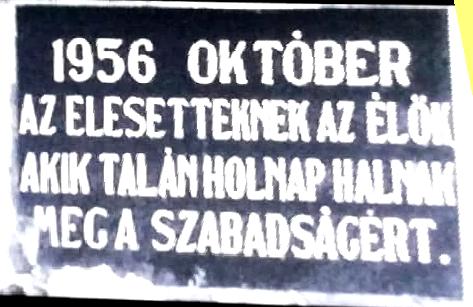 1956 OKTÓBER
AZ ELESETTEKNEK AZ ÉLŐK
AKIK TALÁN HOLNAP HALNAK
MEG A SZABADSÁGÉRT.